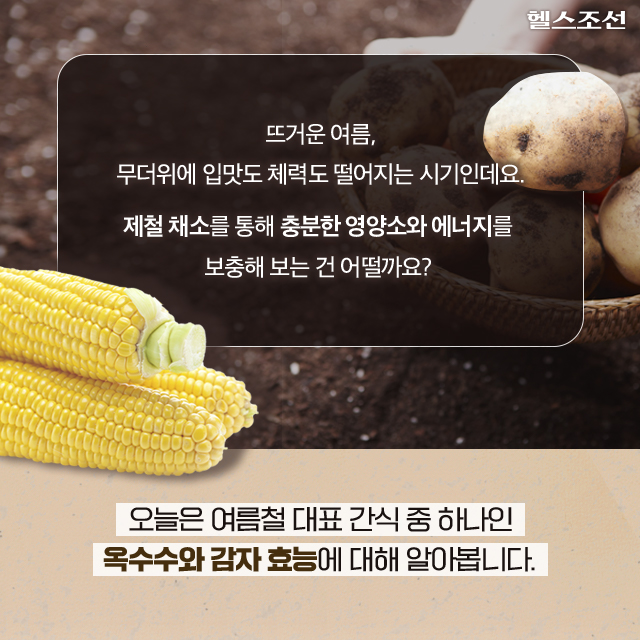 헬스조선
뜨거운 여름,
무더위에 입맛도 체력도 떨어지는 시기인데요.
제철 채소를 통해 충분한 영양소와 에너지를
보충해 보는 건 어떨까요?
오늘은 여름철 대표 간식 중 하나인
옥수수와 감자 효능에 대해 알아봅니다.